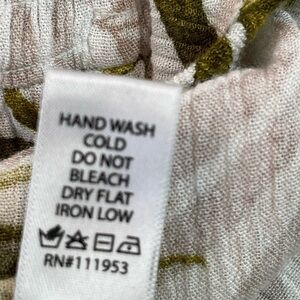 HAND WASH
COLD
DO NOT
BLEACH
DRY FLAT
IRON LOW
RN#111953